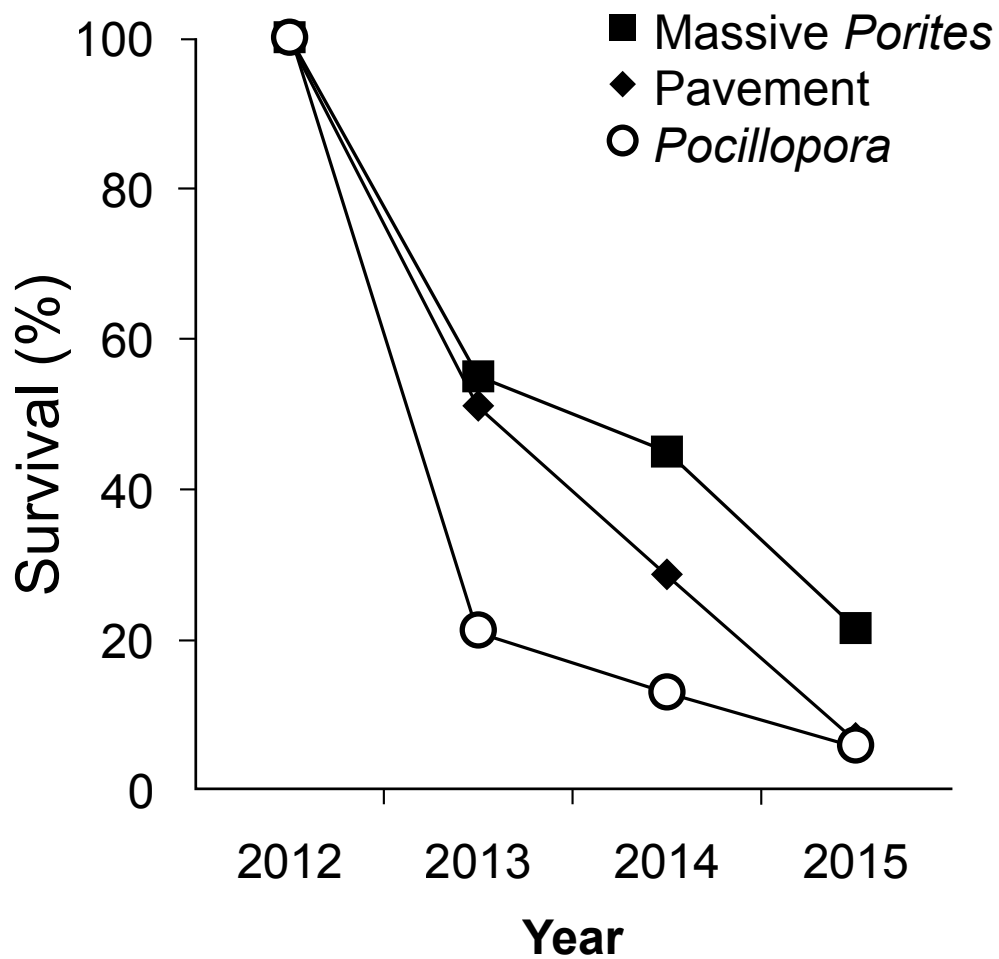 Massive Porites
Pavement
Pocillopora
Survival (%)
100
80
60
40
20
0
2012 2013 2014 2015
Year